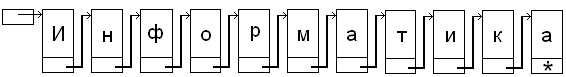 И н ф о р м а т и к а
*